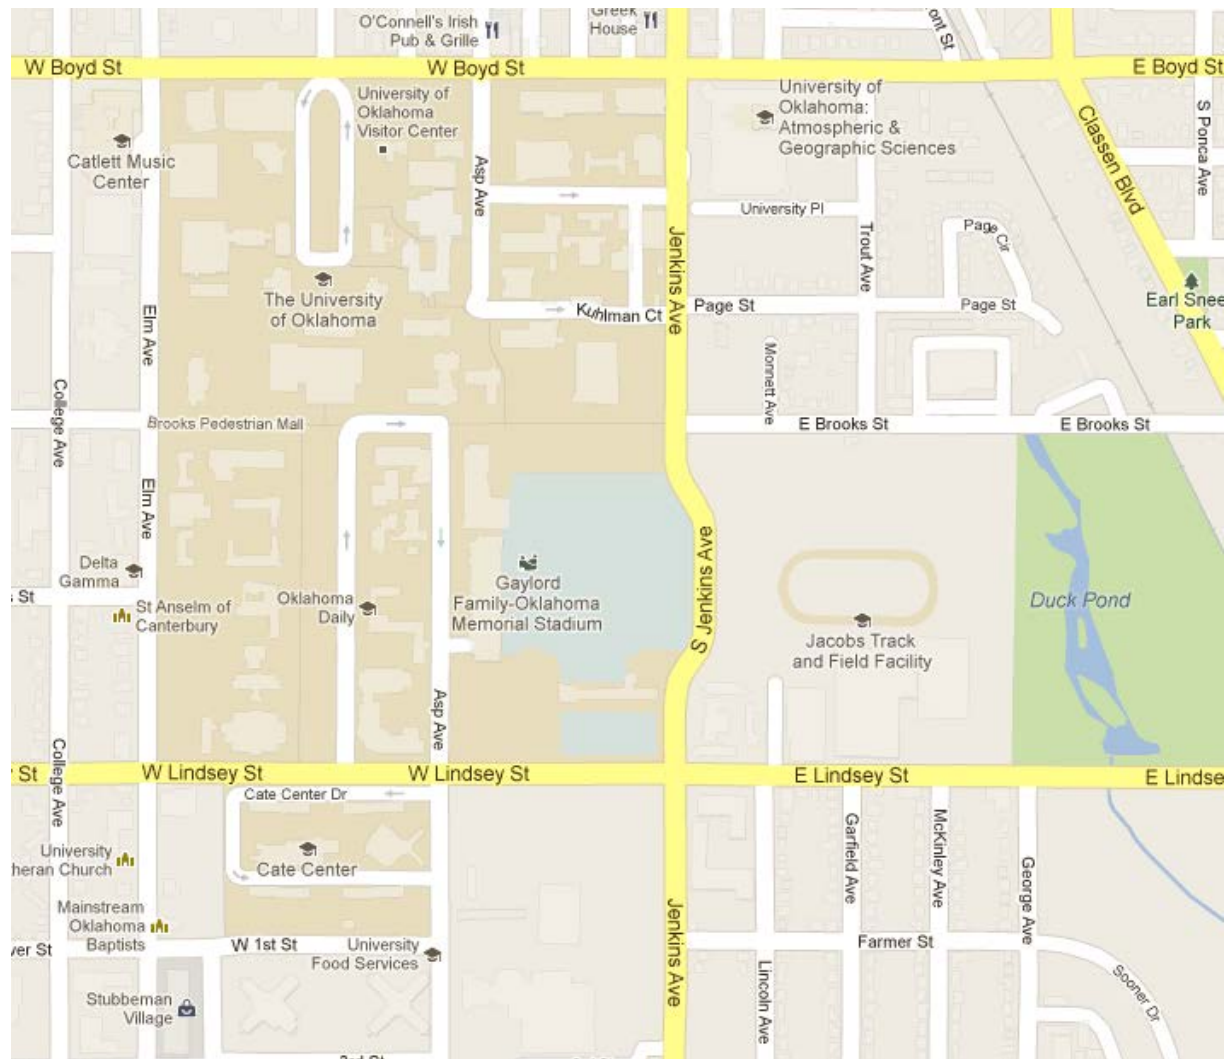 O'Connell's Irish
Pub & Grille
Greek
House
W Boyd St
W Boyd St
E Boyd St
University of
Oklahoma
Visitor Center
University of
Oklahoma:
Atmospheric &
Geographic Sciences
S Ponca Ave
Classen Blvd
Catlett Music
Center
Asp Ave
University Pl
Jenkins Ave
Trout Ave
Page Cir
The University
of Oklahoma
Elm Ave
Kuhlman Ct
Page St
Page St
Earl Snee
Park
Monnett Ave
College Ave
Brooks Pedestrian Mall
E Brooks St
E Brooks St
Elm Ave
S Jenkins Ave
Delta
Gamma
St
St Anselm of
Canterbury
Oklahoma
Daily
Gaylord
Family-Oklahoma
Memorial Stadium
Duck Pond
Jacobs Track
and Field Facility
Asp Ave
College Ave
St
W Lindsey St
W Lindsey St
E Lindsey St
E Lindse
Cate Center Dr
Garfield Ave
McKinley Ave
George Ave
University
heran Church
Cate Center
Mainstream
Oklahoma
Baptists
Jenkins Ave
ver St
W 1st St
University
Food Services
Farmer St
Lincoln Ave
Sooner Dr
Stubbeman
Village